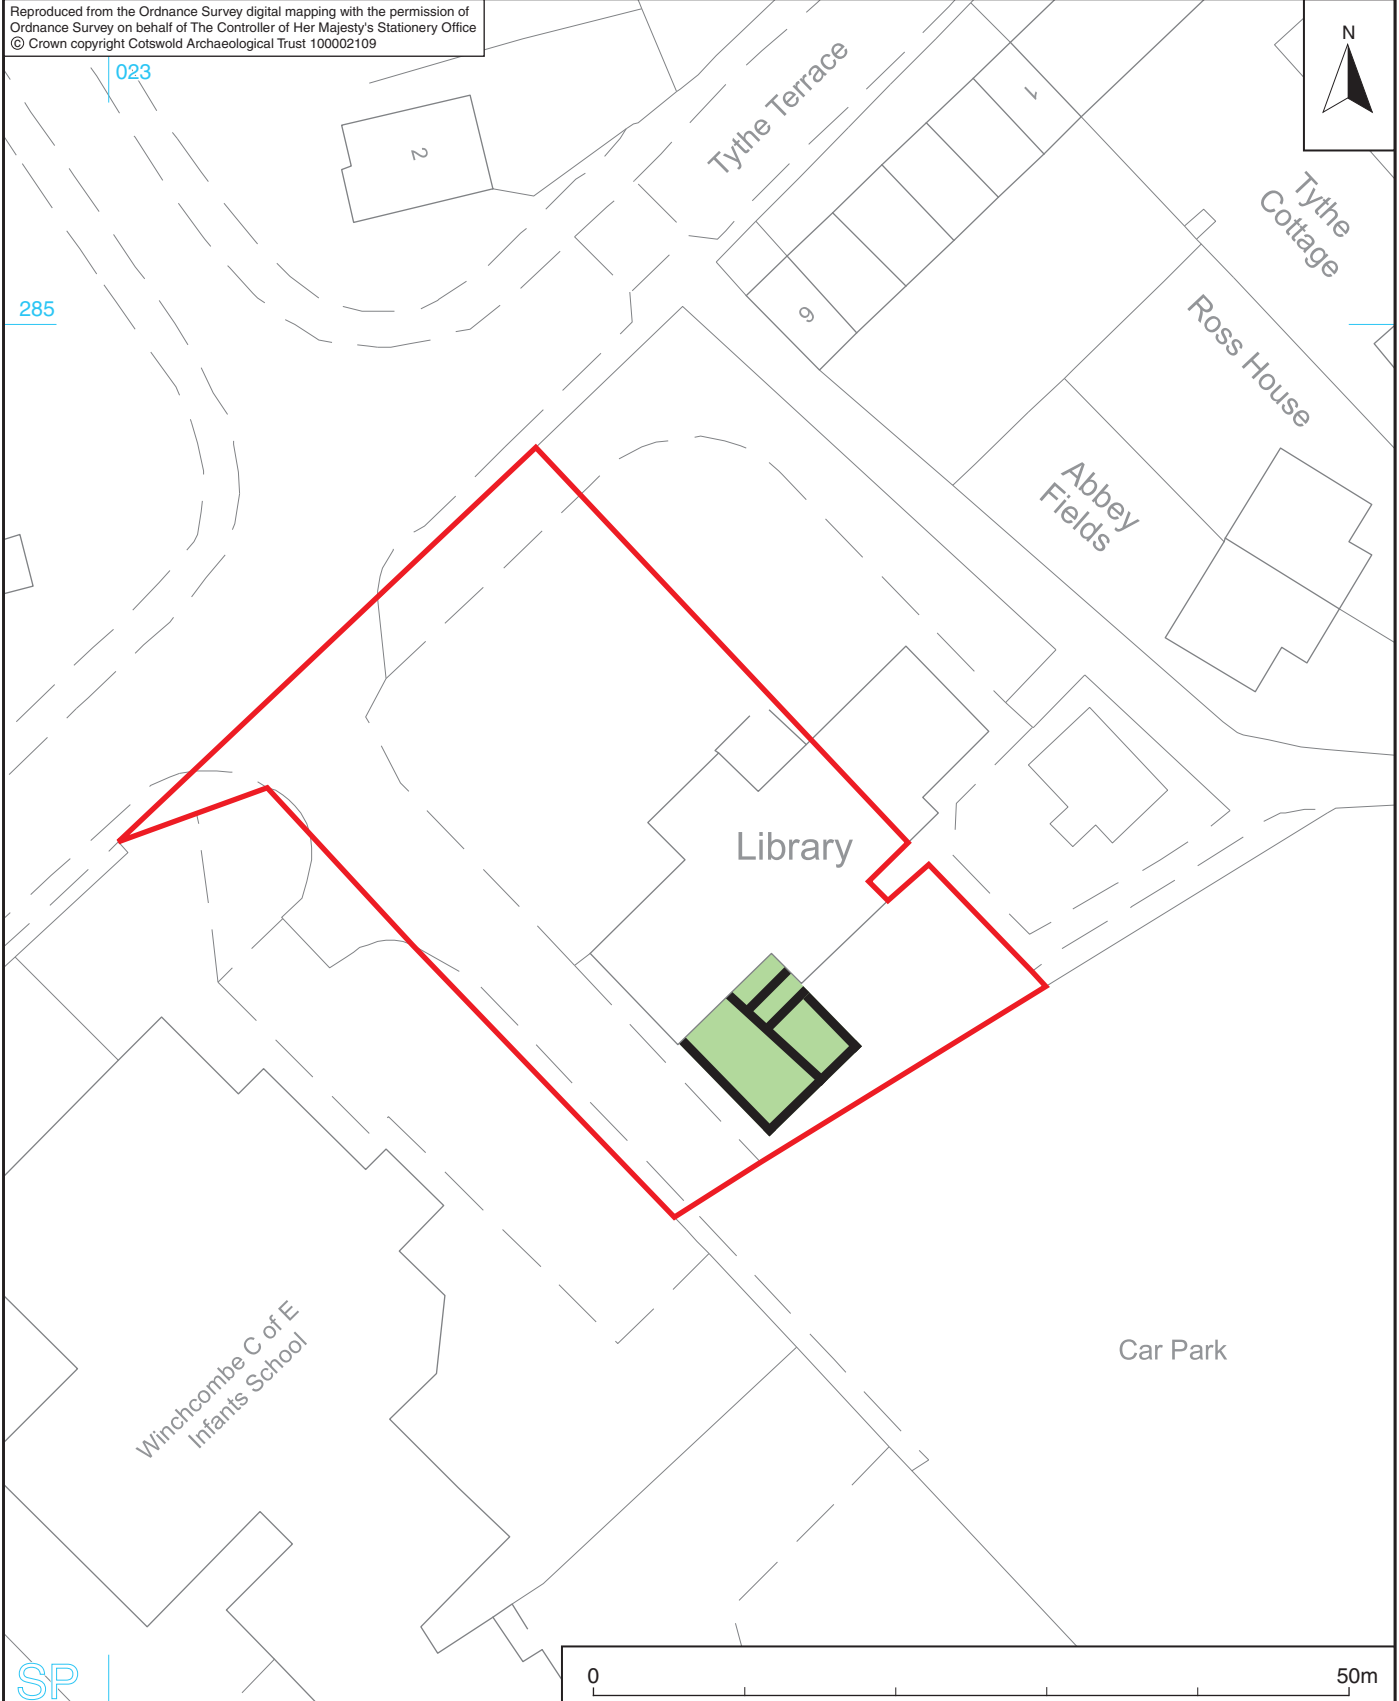 Reproduced from the Ordnance Survey digital mapping with the permission of
Ordnance Survey on behalf of The Controller of Her Majesty's Stationery Office
© Crown copyright Cotswold Archaeological Trust 100002109
N
023
2
Tythe Terrace
1
Tythe
Cottage
285
6
Ross House
Abbey
Fields
Library
Winchcombe C of E
Infants School
Car Park
SP
0
50m